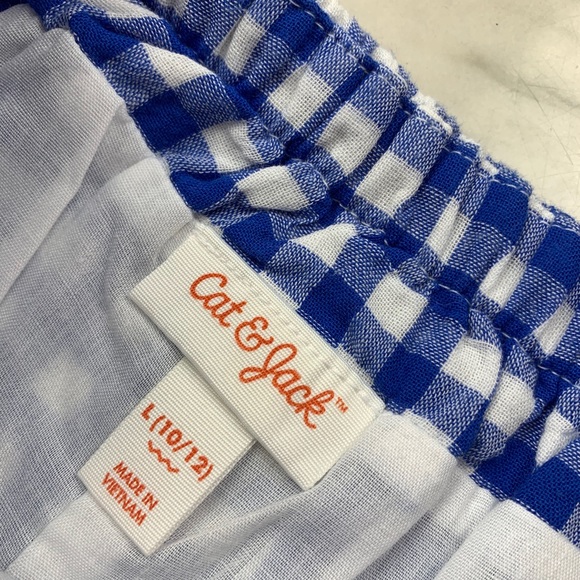 Cat & Jack™
L (10/12)
MADE IN
VIETNAM